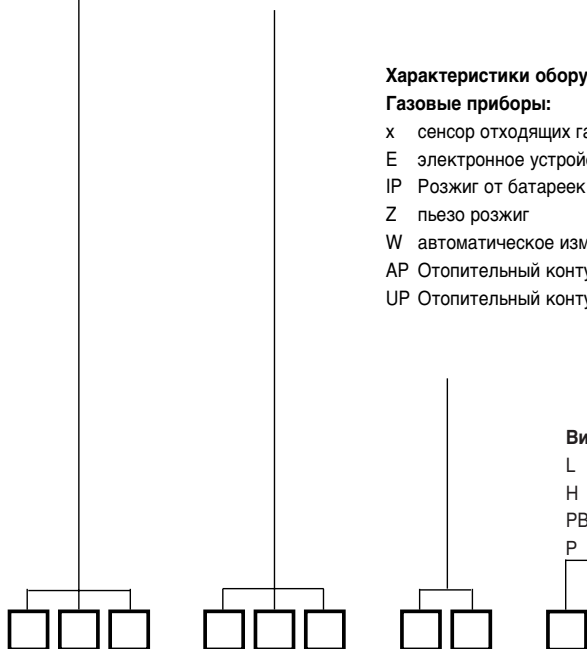 Характеристики обору
Газовые приборы:
x сенсор отходящих га
E электронное устрой
IP Розжиг от батареек
Z пьезо розжиг
W автоматическое изм
AP Отопительный конту
UP Отопительный конту
Ви
L
H
PB
P